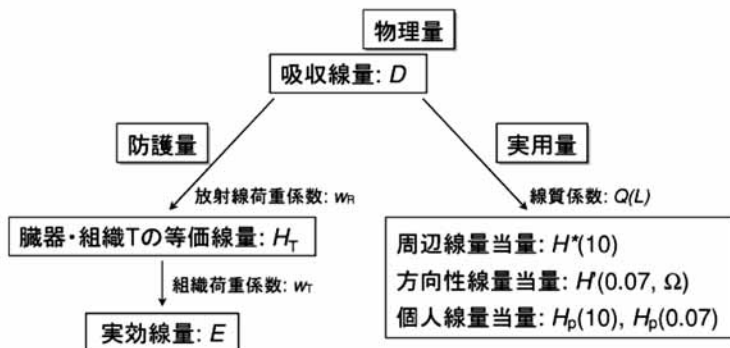 物理量
吸収線量: D
防護量
実用量
放射線荷重係数: wR
線質係数: Q(L)
臓器・組織Tの等価線量: HT
周辺線量当量: H*(10)
組織荷重係数: wT
方向性線量当量: H'(0.07, Ω)
実効線量: E
個人線量当量: Hp(10), Hp(0.07)